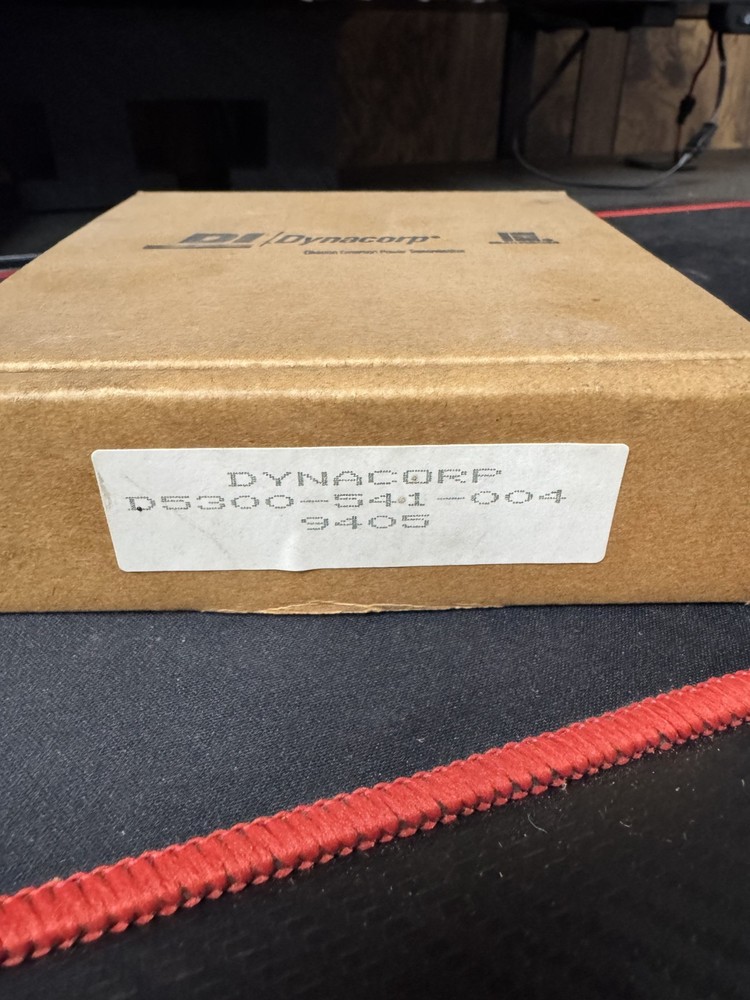 DI/Dynacorp®
DYNACORP
D5300-541-004
9405